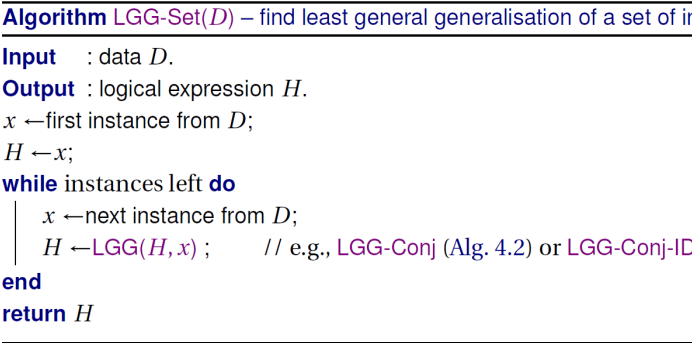 Algorithm LGG-Set(D) – find least general generalisation of a set of
Input : data D.
Output : logical expression H.
x ←first instance from D;
H ←x;
while instances left do
x ←next instance from D;
H ←LGG(H, x) ; // e.g., LGG-Conj (Alg. 4.2) or LGG-Conj-ID
end
return H